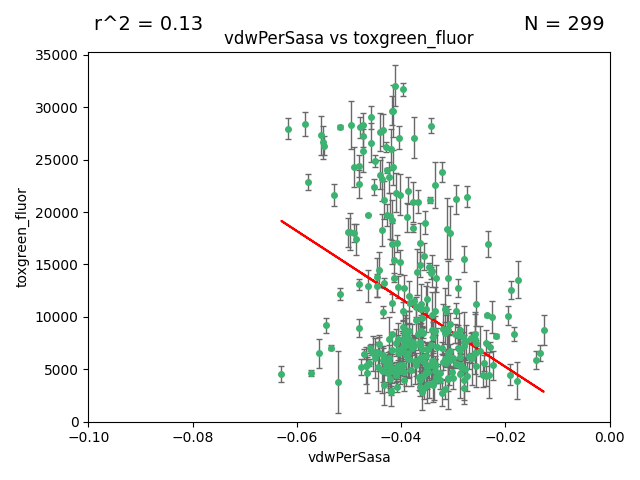 r^2 = 0.13
N = 299
vdwPerSasa vs toxgreen_fluor
35000
30000
25000
20000
15000
10000
5000
0
toxgreen_fluor
−0.10
−0.08
−0.06
−0.04
−0.02
0.00
vdwPerSasa